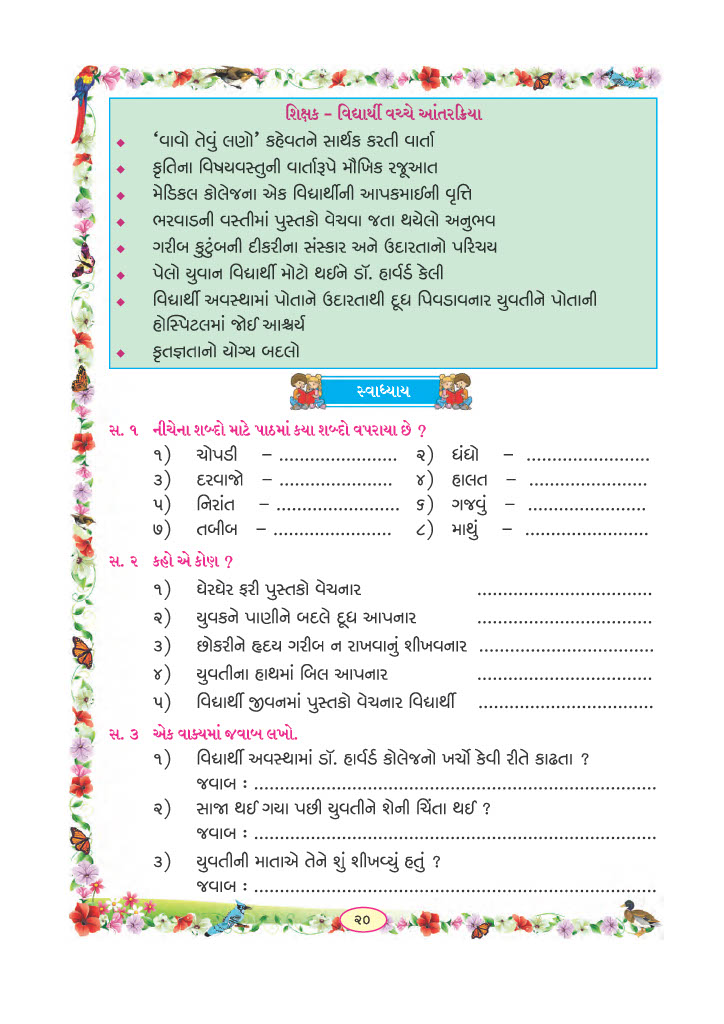 શિક્ષક - વિદ્યાર્થી વચ્ચે આંતરક્રિયા
◆ ‘વાવો તેવું લણો’ કહેવતને સાર્થક કરતી વાર્તા
◆ કૃતિના વિષયવસ્તુની વાર્તારૂપે મૌખિક રજૂઆત
◆ મેડિકલ કોલેજના એક વિદ્યાર્થીની આપકમાઈની વૃત્તિ
◆ ભરવાડની વસ્તીમાં પુસ્તકો વેચવા જતા થયેલો અનુભવ
◆ ગરીબ કુટુંબની દીકરીના સંસ્કાર અને ઉદારતાનો પરિચય
◆ પેલો યુવાન વિદ્યાર્થી મોટો થઈને ડૉ. હાર્વર્ડ કેલી
◆ વિદ્યાર્થી અવસ્થામાં પોતાને ઉદારતાથી દૂધ પિવડાવનાર યુવતીને પોતાની
હોસ્પિટલમાં જોઈ આશ્ચર્ય
◆ કૃતજ્ઞતાનો યોગ્ય બદલો
સ્વાધ્યાય
સ. ૧ નીચેના શબ્દો માટે પાઠમાં કયા શબ્દો વપરાયા છે ?
૧) ચોપડી – ....................... ૨) ધંધો – ........................
૩) દરવાજો – ...................... ૪) હાલત – .......................
૫) નિરાંત – ........................ ૬) ગજવું – .......................
૭) તબીબ – ....................... ૮) માથું – ........................
સ. ૨ કહો એ કોણ ?
૧) ઘેરઘેર ફરી પુસ્તકો વેચનાર ..................................
૨) યુવકને પાણીને બદલે દૂધ આપનાર ..................................
૩) છોકરીને હૃદય ગરીબ ન રાખવાનું શીખવનાર ..................................
૪) યુવતીના હાથમાં બિલ આપનાર ..................................
૫) વિદ્યાર્થી જીવનમાં પુસ્તકો વેચનાર વિદ્યાર્થી ..................................
સ. ૩ એક વાક્યમાં જવાબ લખો.
૧) વિદ્યાર્થી અવસ્થામાં ડૉ. હાર્વર્ડ કોલેજનો ખર્ચો કેવી રીતે કાઢતા ?
જવાબ : ..............................................................................
૨) સાજા થઈ ગયા પછી યુવતીને શેની ચિંતા થઈ ?
જવાબ : ..............................................................................
૩) યુવતીની માતાએ તેને શું શીખવ્યું હતું ?
જવાબ : ..............................................................................
૨૦